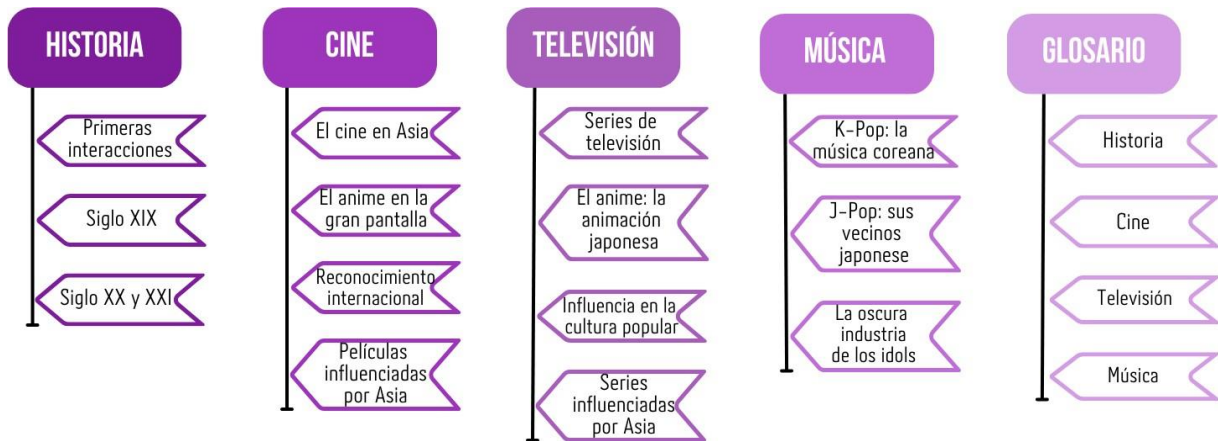 HISTORIA
Primeras
interacciones
Siglo XIX
Siglo XX y XXI
CINE
El cine en Asia
El anime en la
gran pantalla
Reconocimiento
internacional
Películas
influenciadas
por Asia
TELEVISIÓN
Series de
televisión
El anime: la
animación
japonesa
Influencia en la
cultura popular
Series
influenciadas
por Asia
MÚSICA
K-Pop: la
música coreana
J-Pop: sus
vecinos
japonese
La oscura
industria
de los idols
GLOSARIO
Historia
Cine
Televisión
Música